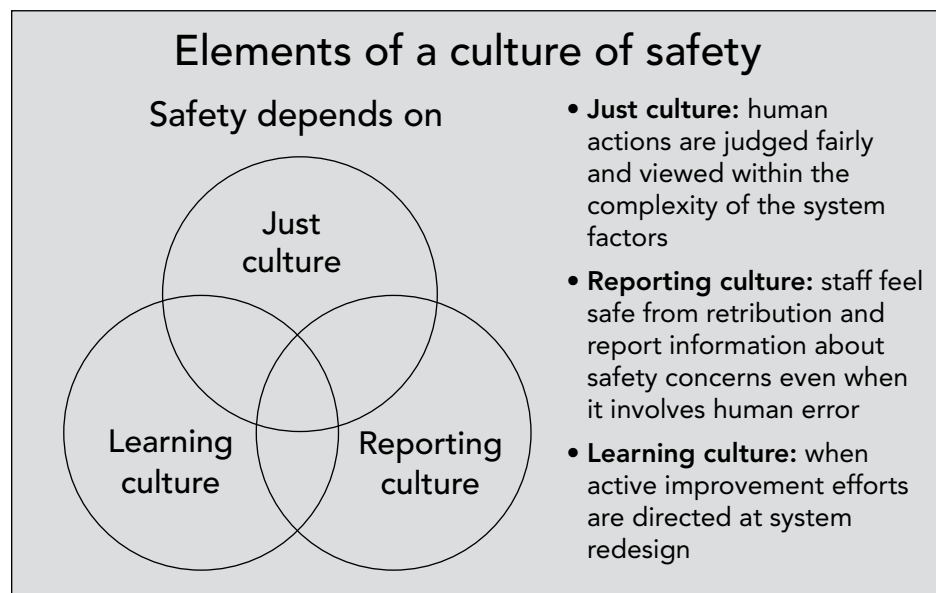 Elements of a culture of safety
Safety depends on
Just
culture
Learning
culture
Reporting
culture
• Just culture: human
actions are judged fairly
and viewed within the
complexity of the system
factors
• Reporting culture: staff feel
safe from retribution and
report information about
safety concerns even when
it involves human error
• Learning culture: when
active improvement efforts
are directed at system
redesign